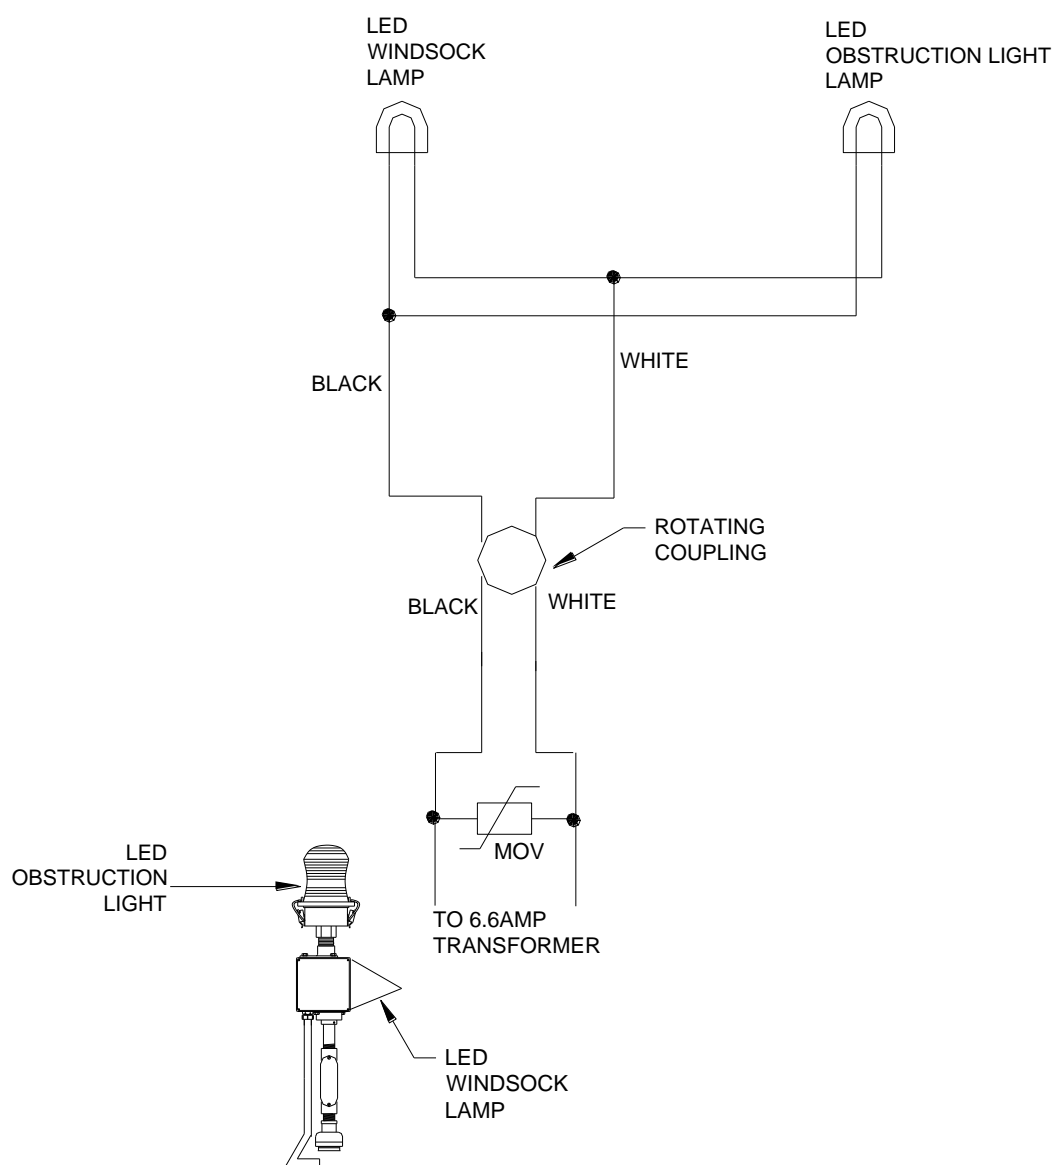 LED
WINDSOCK
LAMP
LED
OBSTRUCTION LIGHT
LAMP
WHITE
BLACK
ROTATING
COUPLING
BLACK
WHITE
MOV
LED
OBSTRUCTION
LIGHT
TO 6.6AMP
TRANSFORMER
LED
WINDSOCK
LAMP